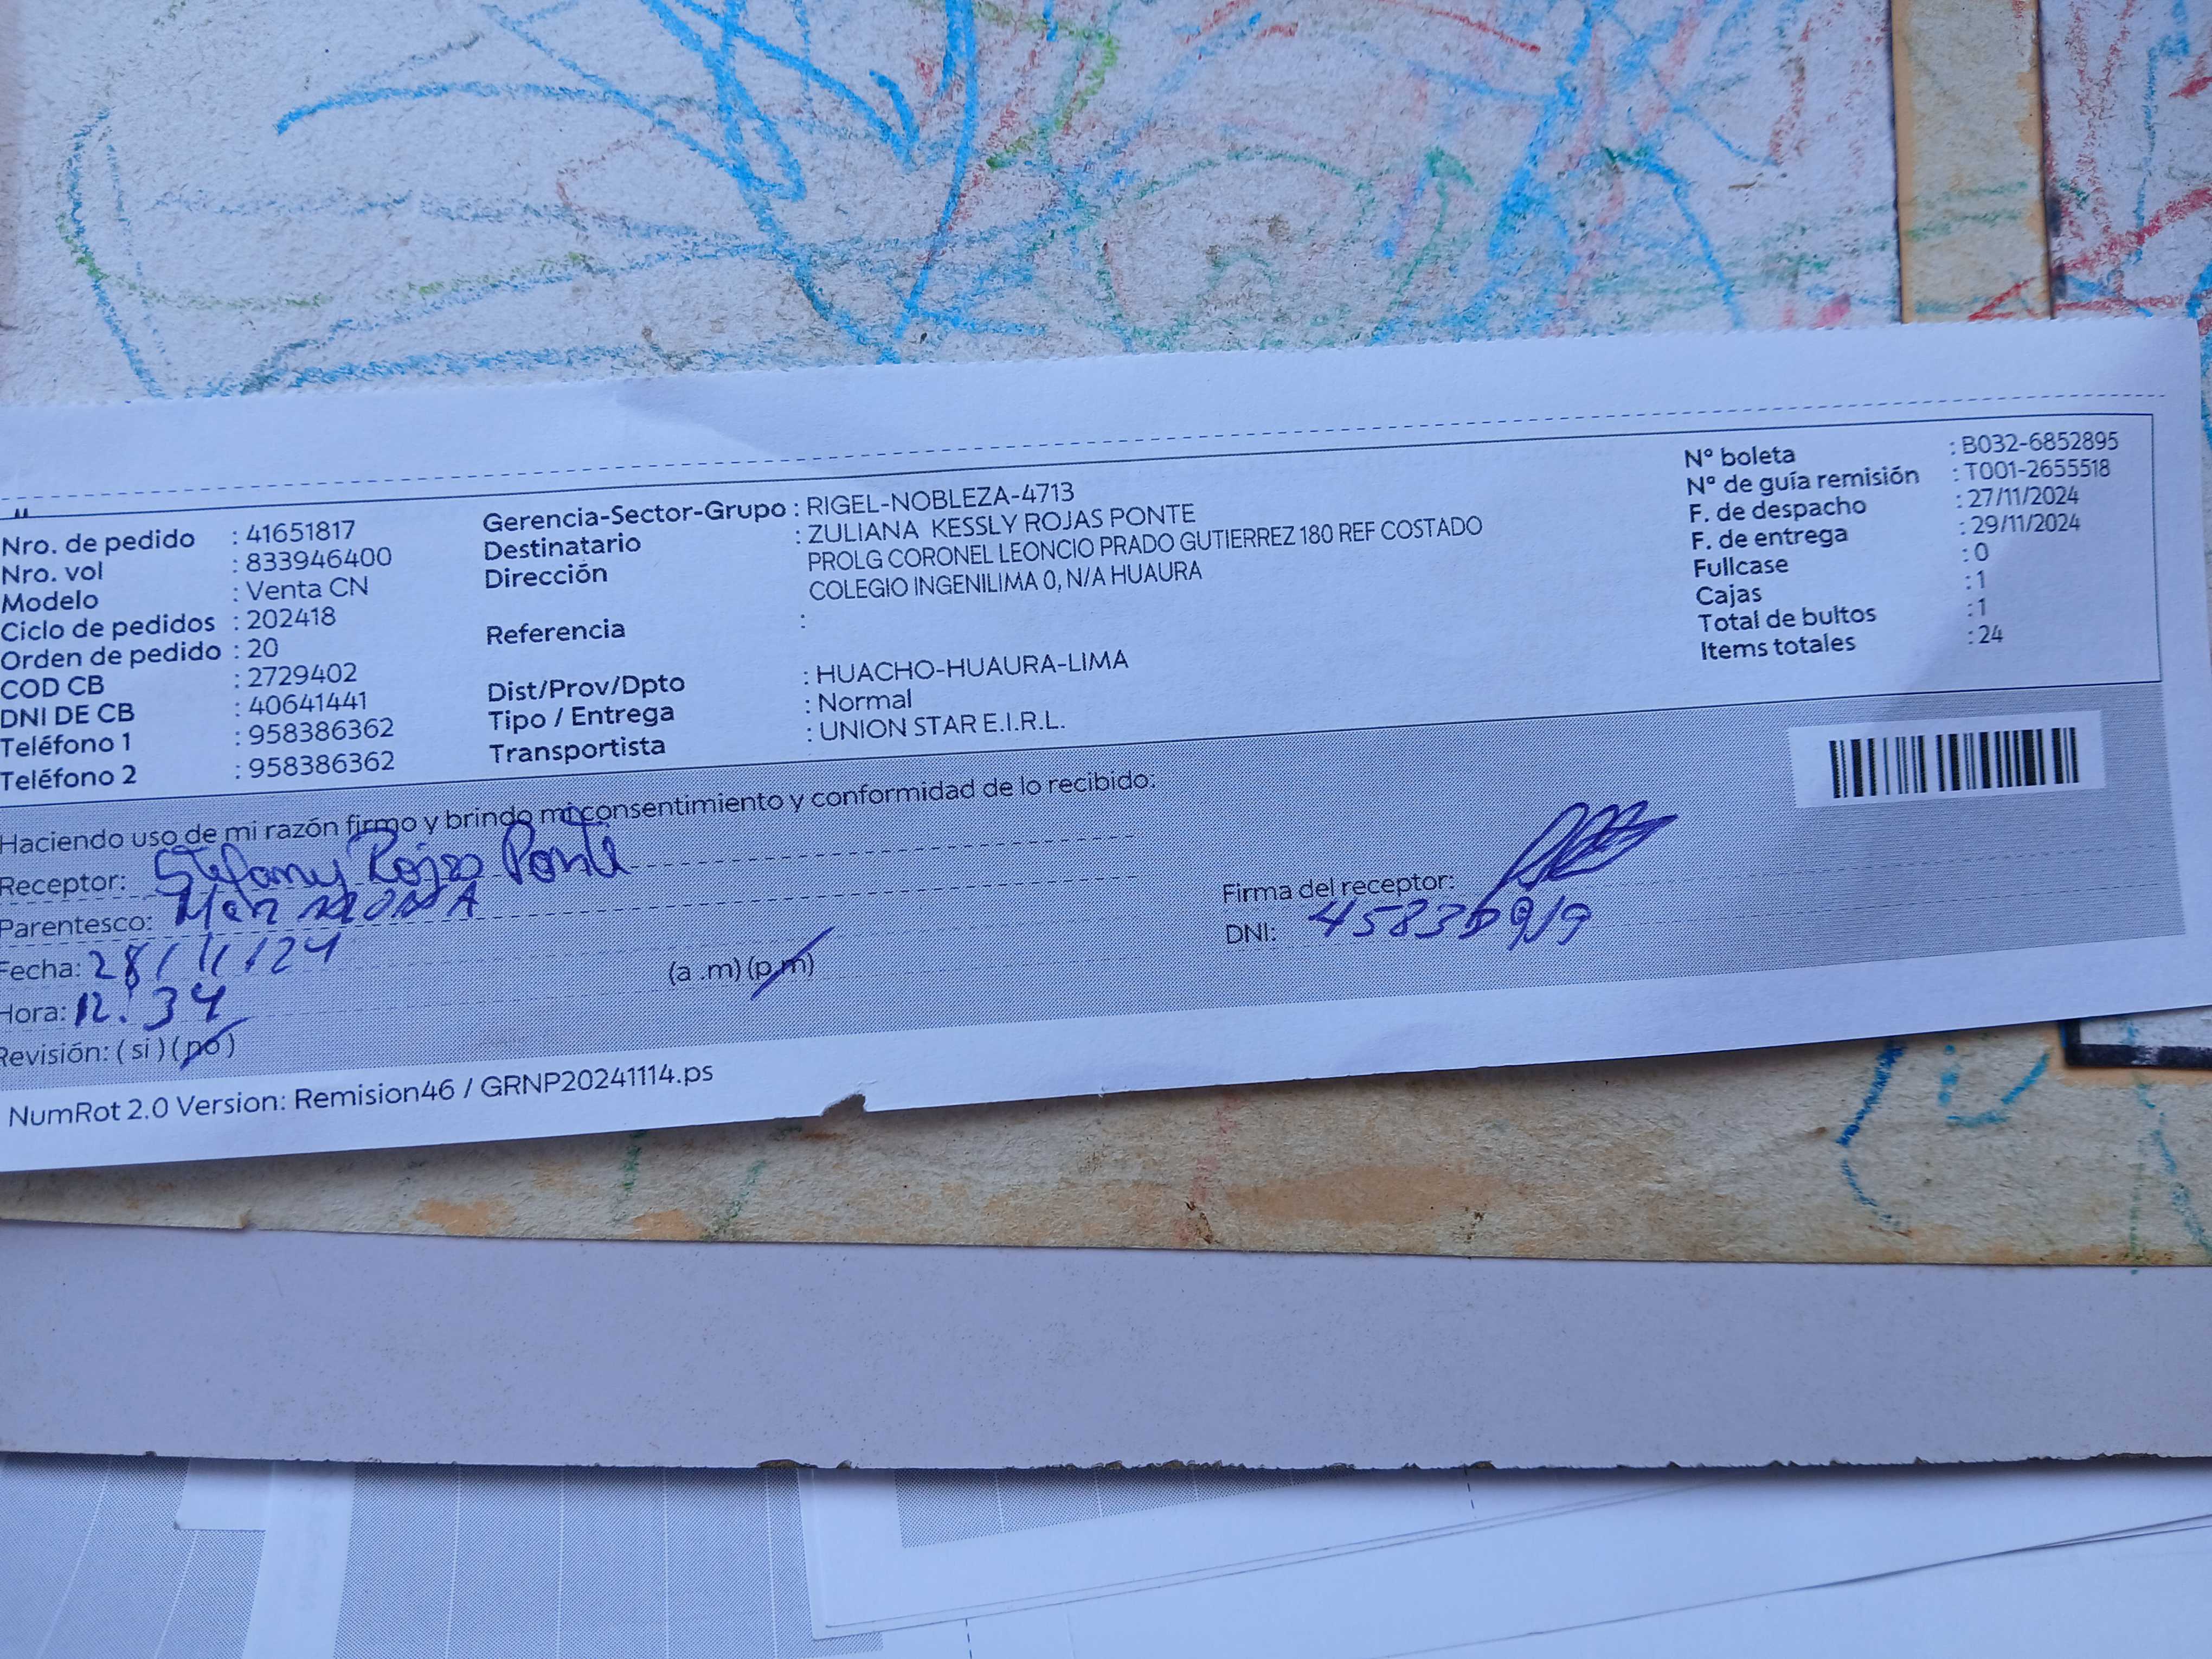 Nro. de pedido : 41651817
Nro. vol : 833946400
Modelo : Venta CN
Ciclo de pedidos : 202418
Orden de pedido : 20
COD CB : 2729402
DNI DE CB : 40641441
Teléfono 1 : 958386362
Teléfono 2 : 958386362
Gerencia-Sector-Grupo : RIGEL-NOBLEZA-4713
Destinatario : ZULIANA KESSLY ROJAS PONTE
Dirección PROLG CORONEL LEONCIO PRADO GUTIERREZ 180 REF COSTADO
COLEGIO INGENILIMA 0, N/A HUAURA
Referencia :
Dist/Prov/Dpto : HUACHO-HUAURA-LIMA
Tipo / Entrega : Normal
Transportista : UNION STAR E.I.R.L.
N° boleta : B032-6852895
N° de guía remisión : T001-2655518
F. de despacho : 27/11/2024
F. de entrega : 29/11/2024
Fullcase : 0
Cajas : 1
Total de bultos : 1
Items totales : 24
Haciendo uso de mi razón firmo y brindo mi consentimiento y conformidad de lo recibido:
Receptor: Stefany Rojas Ponte
Parentesco: Hermana
Fecha: 28/11/24
Hora: 12:34 (a .m) (p.m)
Revisión: ( si ) ( no )
Firma del receptor:
DNI:
NumRot 2.0 Version: Remision46 / GRNP20241114.ps